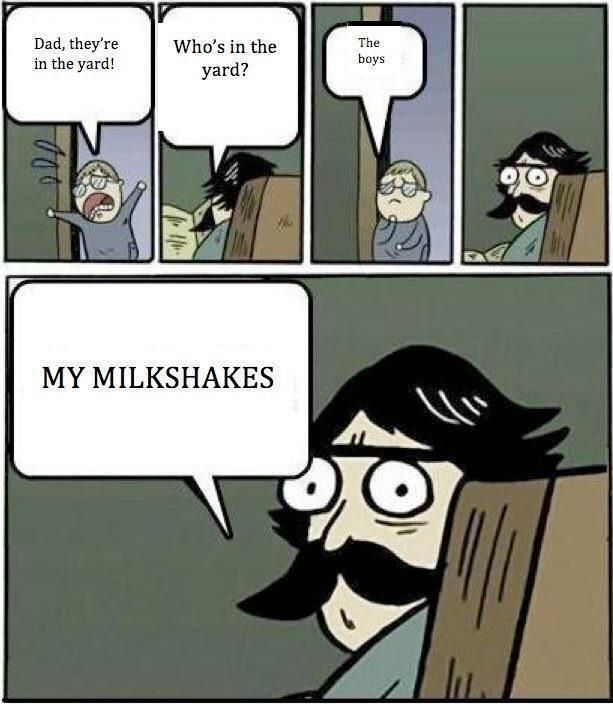 Dad, they're
in the yard!
Who's in the
yard?
The
boys
MY MILKSHAKES